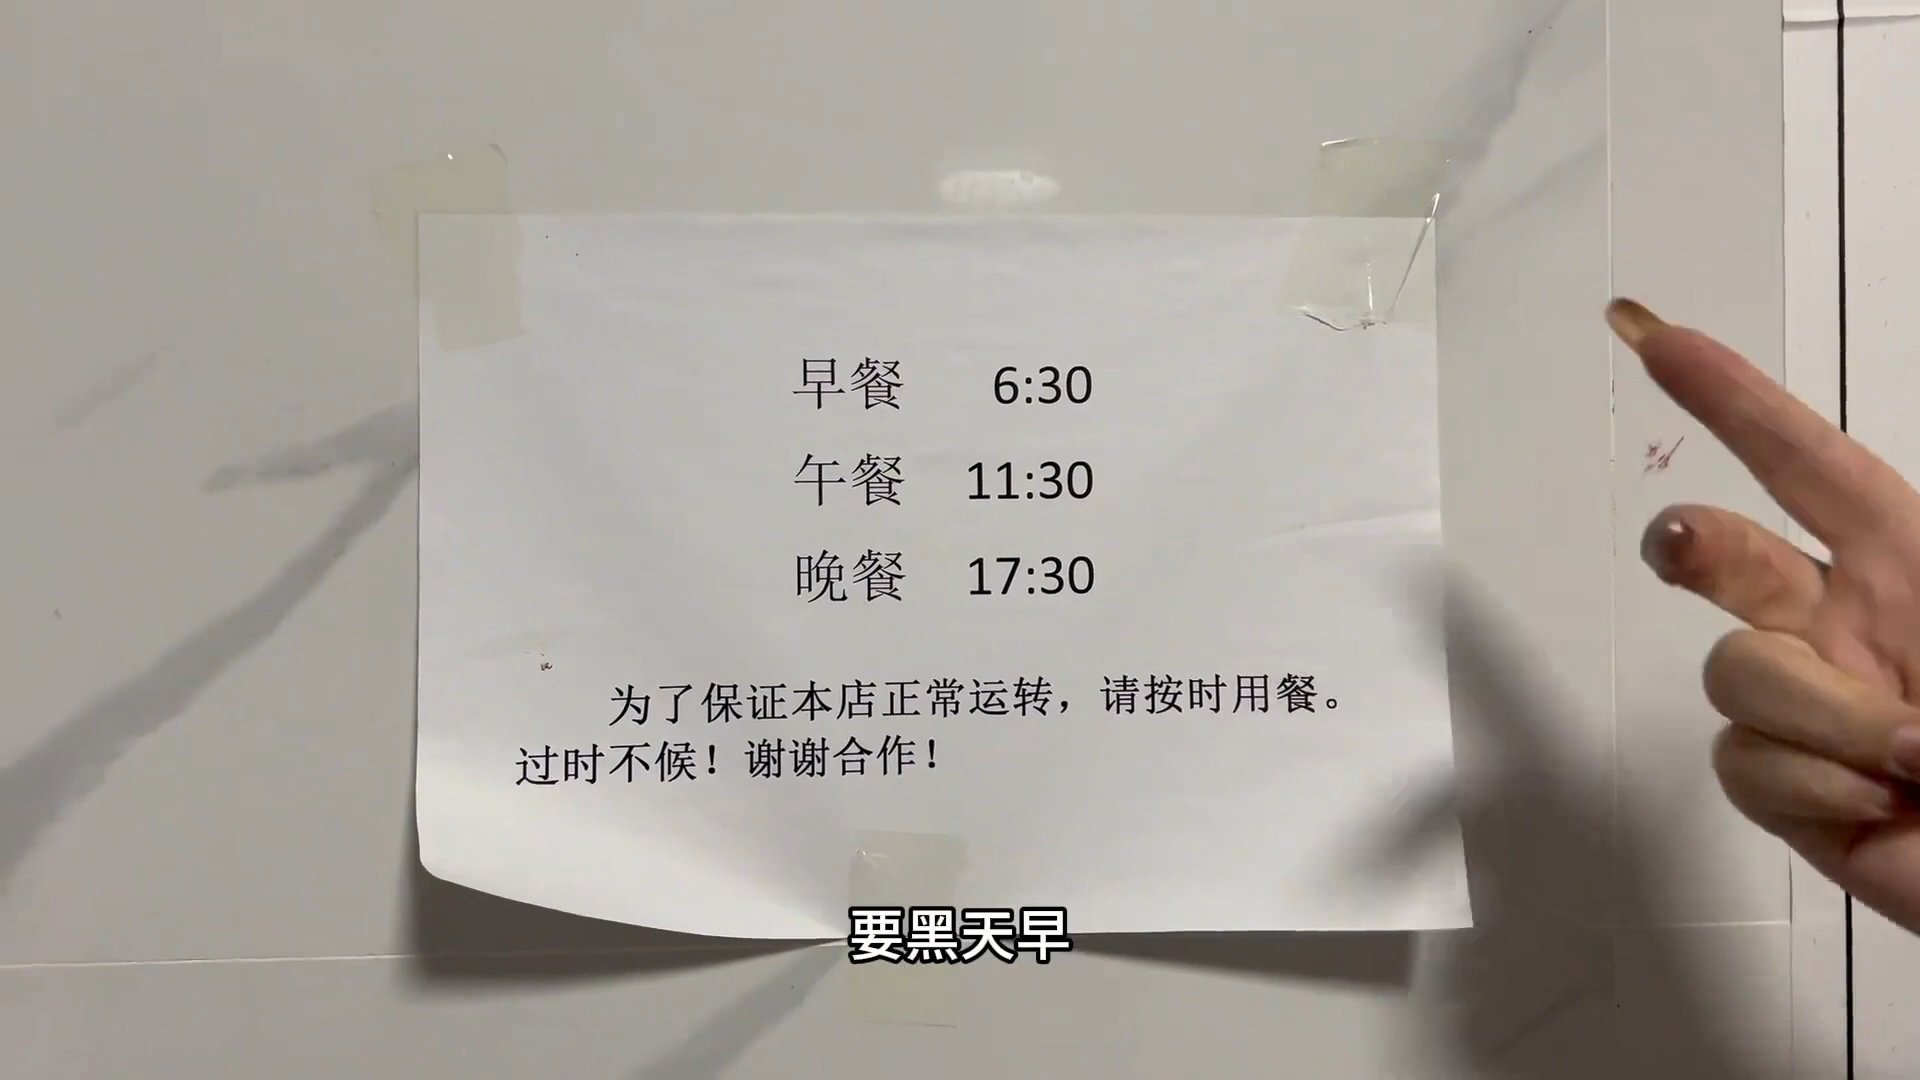 早餐 6:30
午餐 11:30
晚餐 17:30
为了保证本店正常运转，请按时用餐。
过时不候！谢谢合作！
要黑天早